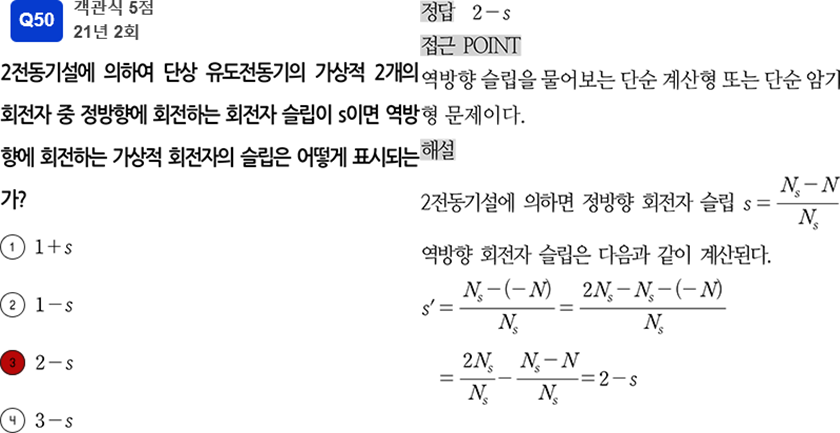 Q50
객관식 5점
21년 2회
2전동기설에 의하여 단상 유도전동기의 가상적 2개의
회전자 중 정방향에 회전하는 회전자 슬립이 s이면 역방
향에 회전하는 가상적 회전자의 슬립은 어떻게 표시되는
가?
① 1+s
② 1-s
③ 2-s
④ 3-s
정답 2-s
접근 POINT
역방향 슬립을 물어보는 단순 계산형 또는 단순 암기
형 문제이다.
해설
2전동기설에 의하면 정방향 회전자 슬립 s = (N_s - N) / N_s
역방향 회전자 슬립은 다음과 같이 계산된다.
s' = (N_s - (-N)) / N_s = (2N_s - N_s - (-N)) / N_s
= 2N_s / N_s - (N_s - N) / N_s = 2-s